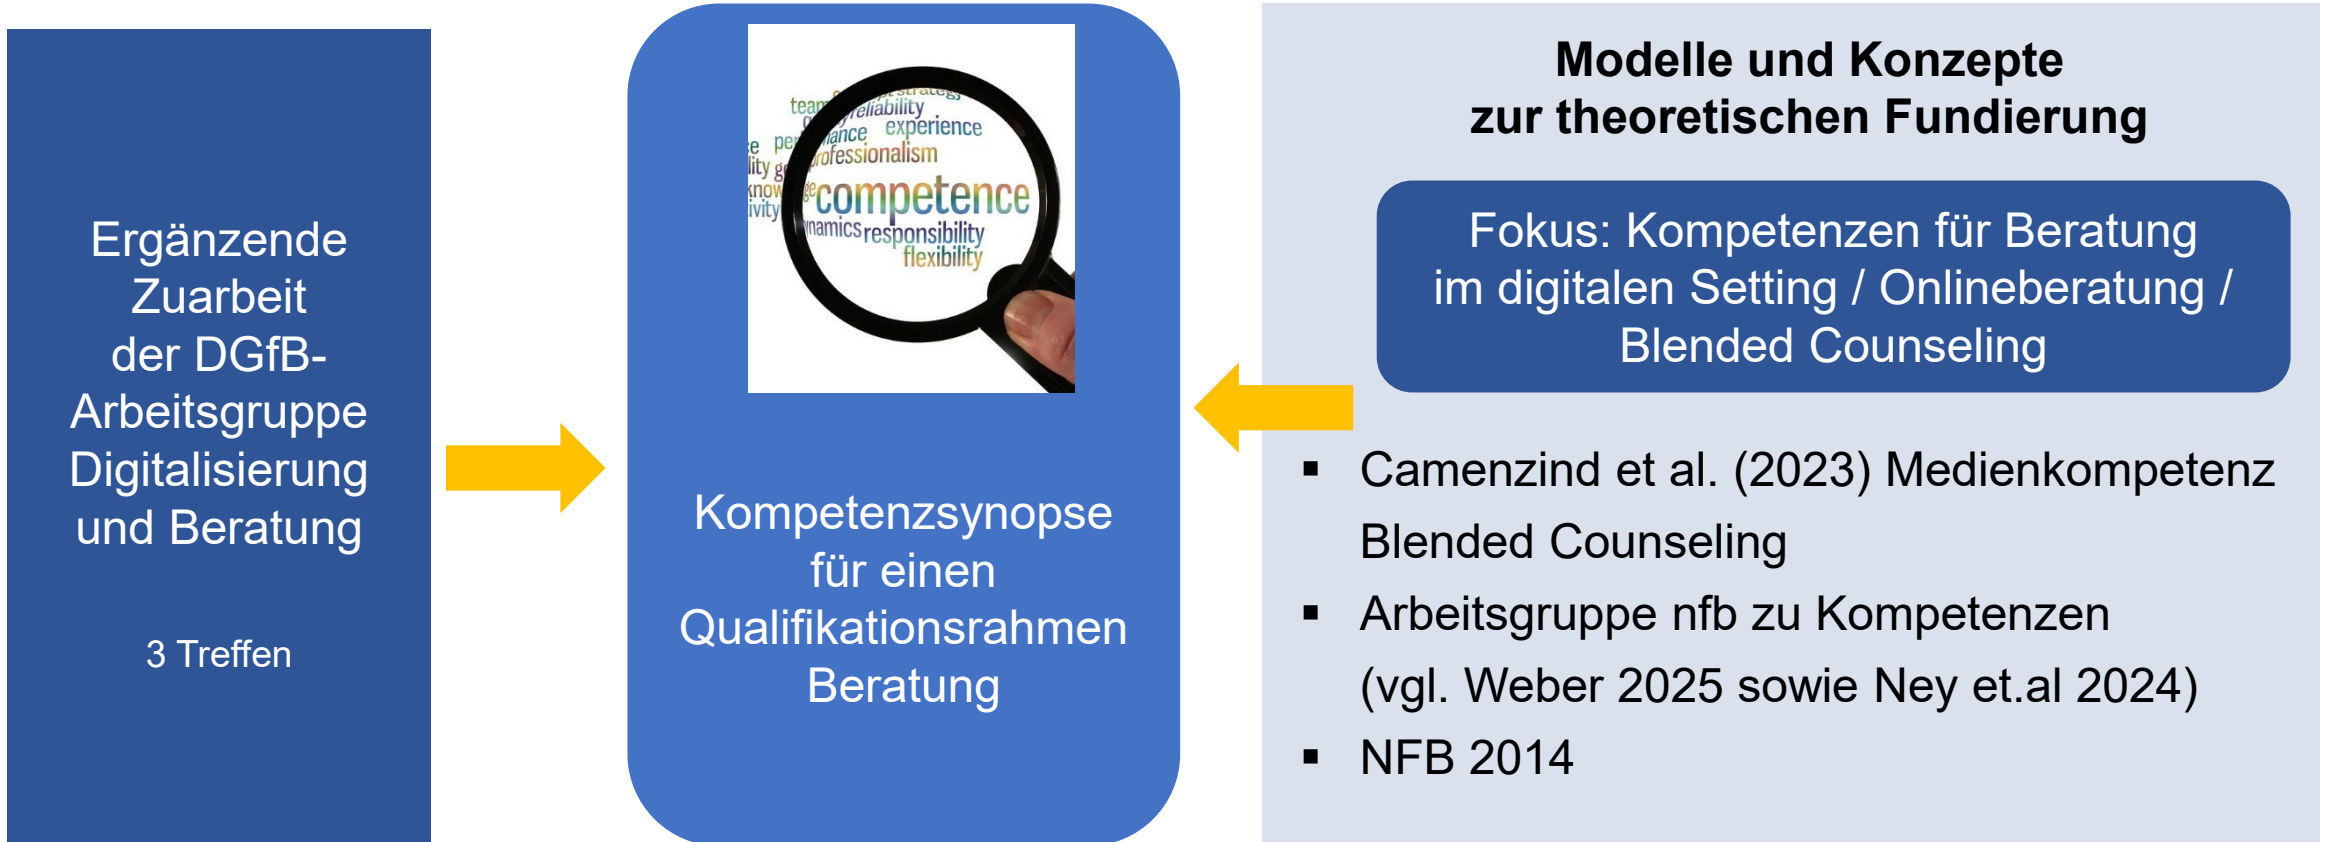 Ergänzende
Zuarbeit
der DGfB-
Arbeitsgruppe
Digitalisierung
und Beratung
3 Treffen
team
strategy
reliability
experience
professionalism
competence
responsibility
flexibility
Kompetenzsynopse
für einen
Qualifikationsrahmen
Beratung
Modelle und Konzepte
zur theoretischen Fundierung
Fokus: Kompetenzen für Beratung
im digitalen Setting / Onlineberatung /
Blended Counseling
▪ Camenzind et al. (2023) Medienkompetenz
Blended Counseling
▪ Arbeitsgruppe nfb zu Kompetenzen
(vgl. Weber 2025 sowie Ney et.al 2024)
▪ NFB 2014